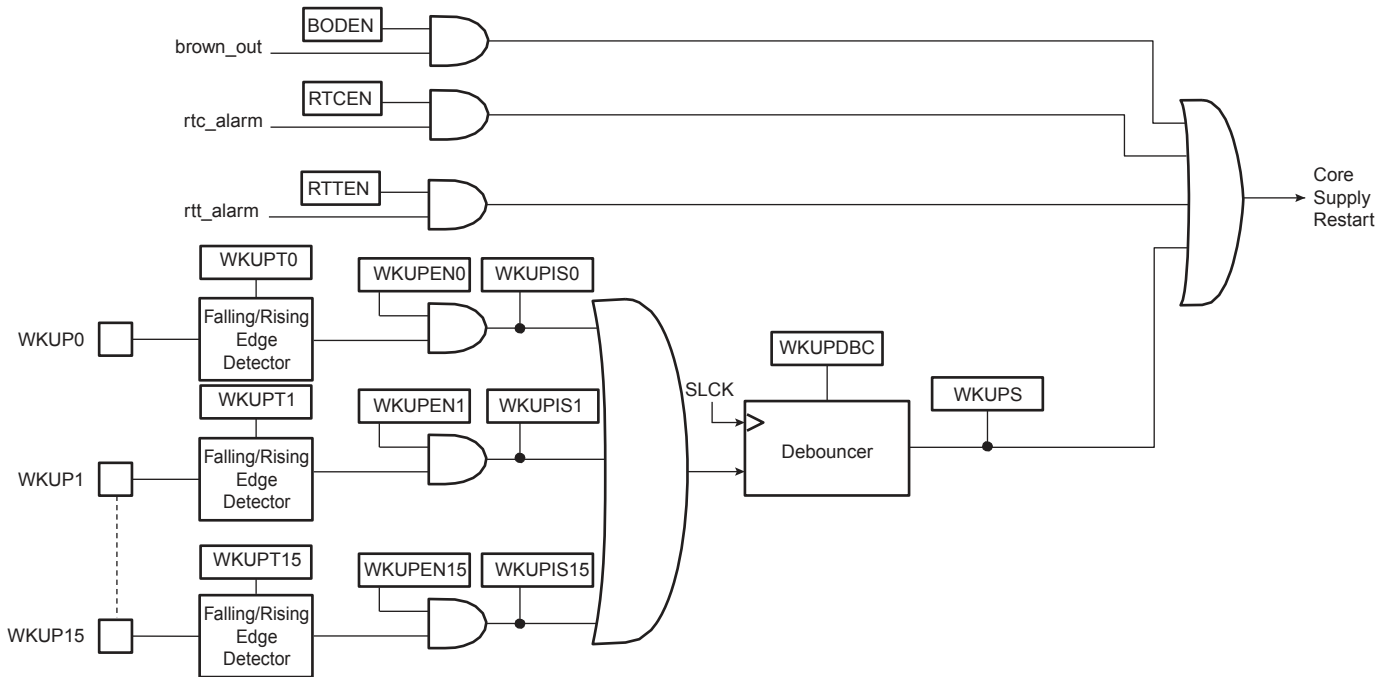 BODEN
brown_out
RTCEN
rtc_alarm
RTTEN
rtt_alarm
Core
Supply
Restart
WKUPT0
WKUPEN0
WKUPIS0
WKUP0
Falling/Rising
Edge
Detector
WKUPT1
WKUPEN1
WKUPIS1
WKUP1
Falling/Rising
Edge
Detector
WKUPDBC
SLCK
Debouncer
WKUPS
WKUPT15
WKUPEN15
WKUPIS15
WKUP15
Falling/Rising
Edge
Detector